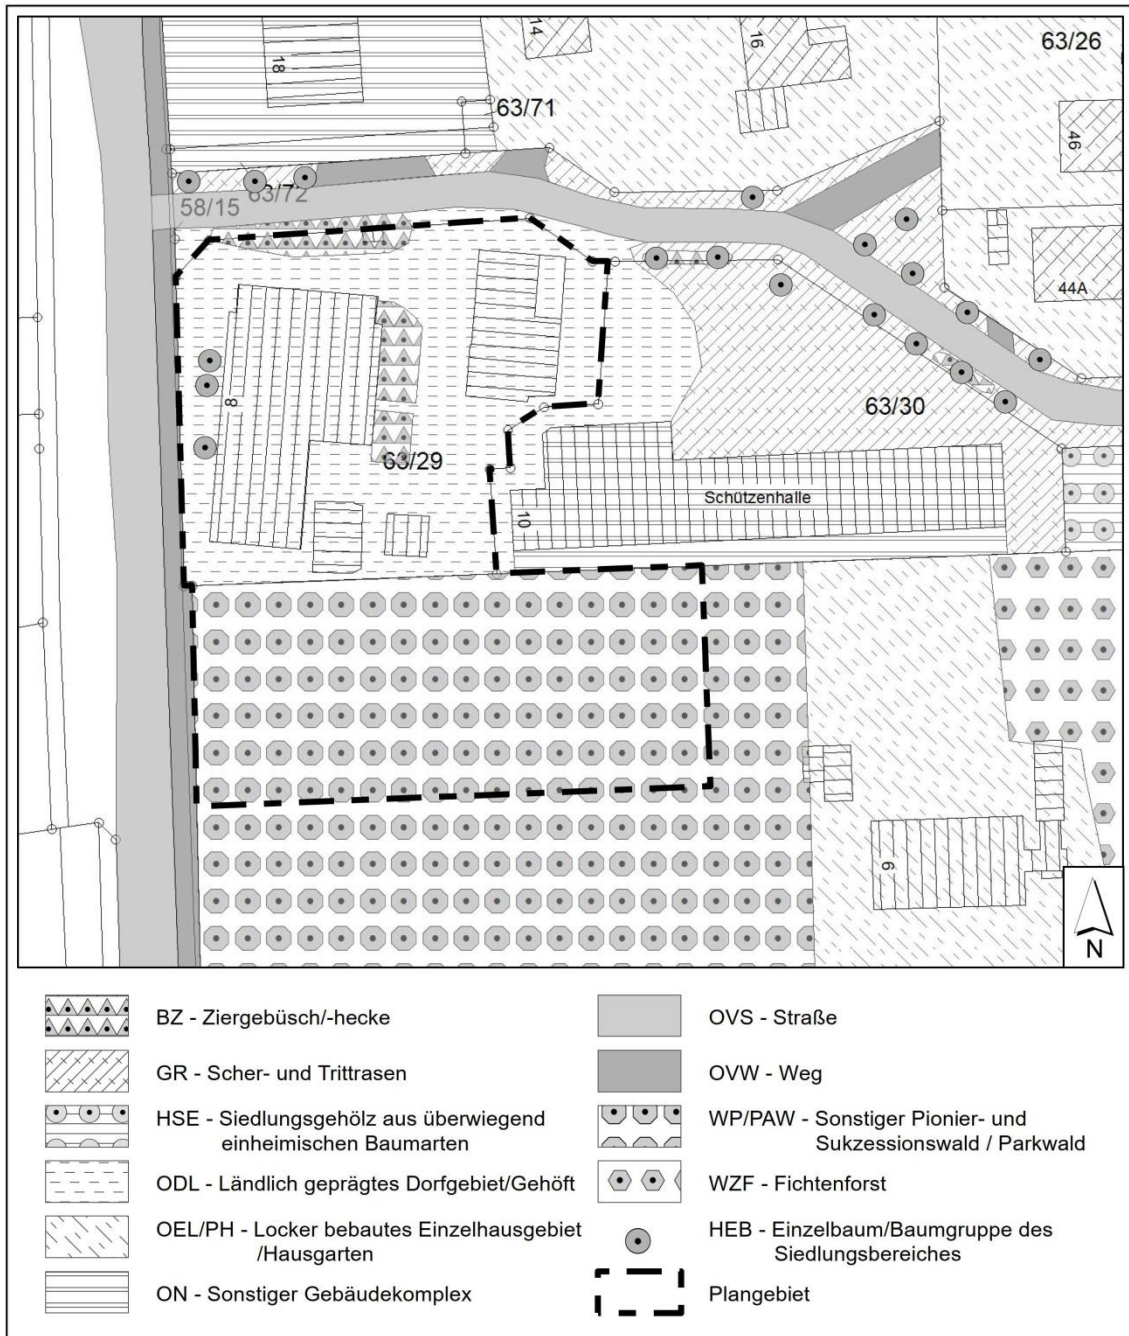 14
16
63/26
18
63/71
46
63/72
58/15
44A
8
63/30
63/29
Schützenhalle
10
6
N
BZ - Ziergebüsch/-hecke
GR - Scher- und Trittrasen
HSE - Siedlungsgehölz aus überwiegend
einheimischen Baumarten
ODL - Ländlich geprägtes Dorfgebiet/Gehöft
OEL/PH - Locker bebautes Einzelhausgebiet
/Hausgarten
ON - Sonstiger Gebäudekomplex
OVS - Straße
OVW - Weg
WP/PAW - Sonstiger Pionier- und
Sukzessionswald / Parkwald
WZF - Fichtenforst
HEB - Einzelbaum/Baumgruppe des
Siedlungsbereiches
Plangebiet